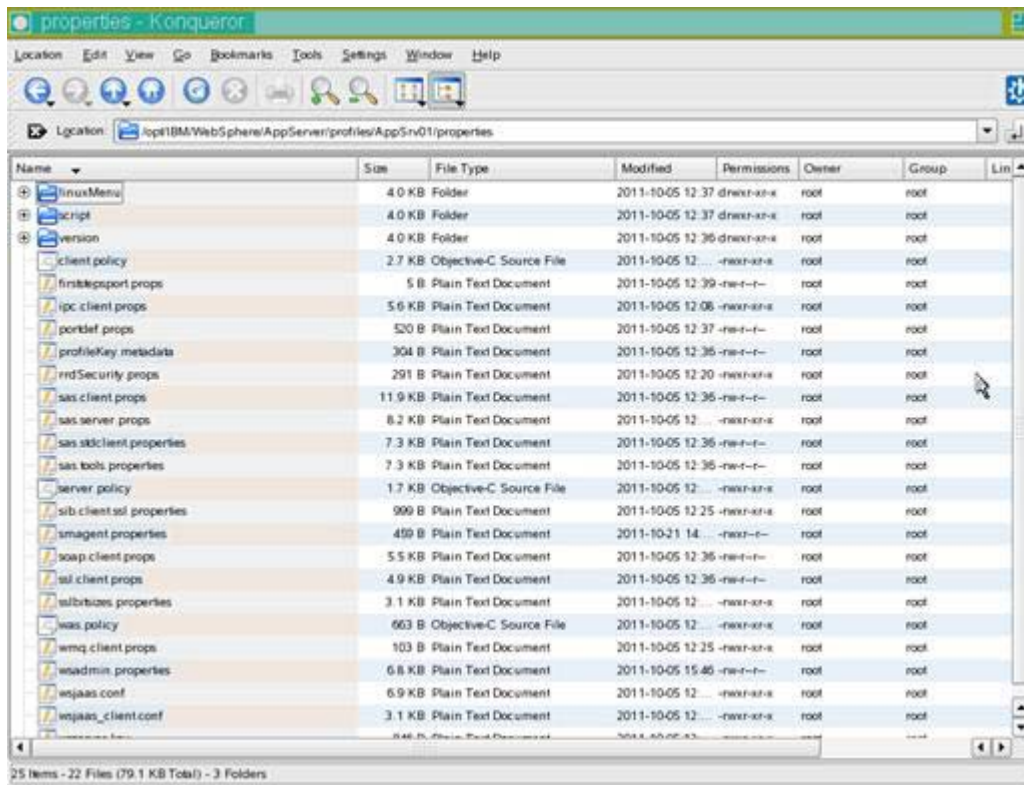 properties - Konqueror
Location Edit View Go Bookmarks Tools Settings Window Help
Location: /opt/IBM/WebSphere/AppServer/profiles/AppSrv01/properties
Name Size File Type Modified Permissions Owner Group Lin
linuxMenu 4.0 KB Folder 2011-10-05 12:37 drwxr-xr-x root root
script 4.0 KB Folder 2011-10-05 12:37 drwxr-xr-x root root
version 4.0 KB Folder 2011-10-05 12:36 drwxr-xr-x root root
client.policy 2.7 KB Objective-C Source File 2011-10-05 12:... -rwxr-xr-x root root
firststepsport.props 5 B Plain Text Document 2011-10-05 12:39 -rw-r--r-- root root
ipc.client.props 5.6 KB Plain Text Document 2011-10-05 12:06 -rwxr-xr-x root root
portdef.props 520 B Plain Text Document 2011-10-05 12:37 -rw-r--r-- root root
profileKey.metadata 304 B Plain Text Document 2011-10-05 12:36 -rw-r--r-- root root
rrdSecurity.props 291 B Plain Text Document 2011-10-05 12:20 -rwxr-xr-x root root
sas.client.props 11.9 KB Plain Text Document 2011-10-05 12:36 -rw-r--r-- root root
sas.server.props 8.2 KB Plain Text Document 2011-10-05 12:... -rwxr-xr-x root root
sas.stdclient.properties 7.3 KB Plain Text Document 2011-10-05 12:36 -rw-r--r-- root root
sas.tools.properties 7.3 KB Plain Text Document 2011-10-05 12:36 -rw-r--r-- root root
server.policy 1.7 KB Objective-C Source File 2011-10-05 12:... -rwxr-xr-x root root
sib.client.ssl.properties 999 B Plain Text Document 2011-10-05 12:25 -rwxr-xr-x root root
smagent.properties 459 B Plain Text Document 2011-10-21 14:... -rwxr--r-- root root
soap.client.props 5.5 KB Plain Text Document 2011-10-05 12:36 -rw-r--r-- root root
ssl.client.props 4.9 KB Plain Text Document 2011-10-05 12:36 -rw-r--r-- root root
sslbitsizes.properties 3.1 KB Plain Text Document 2011-10-05 12:... -rwxr-xr-x root root
was.policy 663 B Objective-C Source File 2011-10-05 12:... -rwxr-xr-x root root
wmq.client.props 103 B Plain Text Document 2011-10-05 12:25 -rwxr-xr-x root root
wsadmin.properties 6.8 KB Plain Text Document 2011-10-05 15:46 -rw-r--r-- root root
wsjaas.conf 6.9 KB Plain Text Document 2011-10-05 12:... -rwxr-xr-x root root
wsjaas_client.conf 3.1 KB Plain Text Document 2011-10-05 12:... -rwxr-xr-x root root
25 Items - 22 Files (79.1 KB Total) - 3 Folders